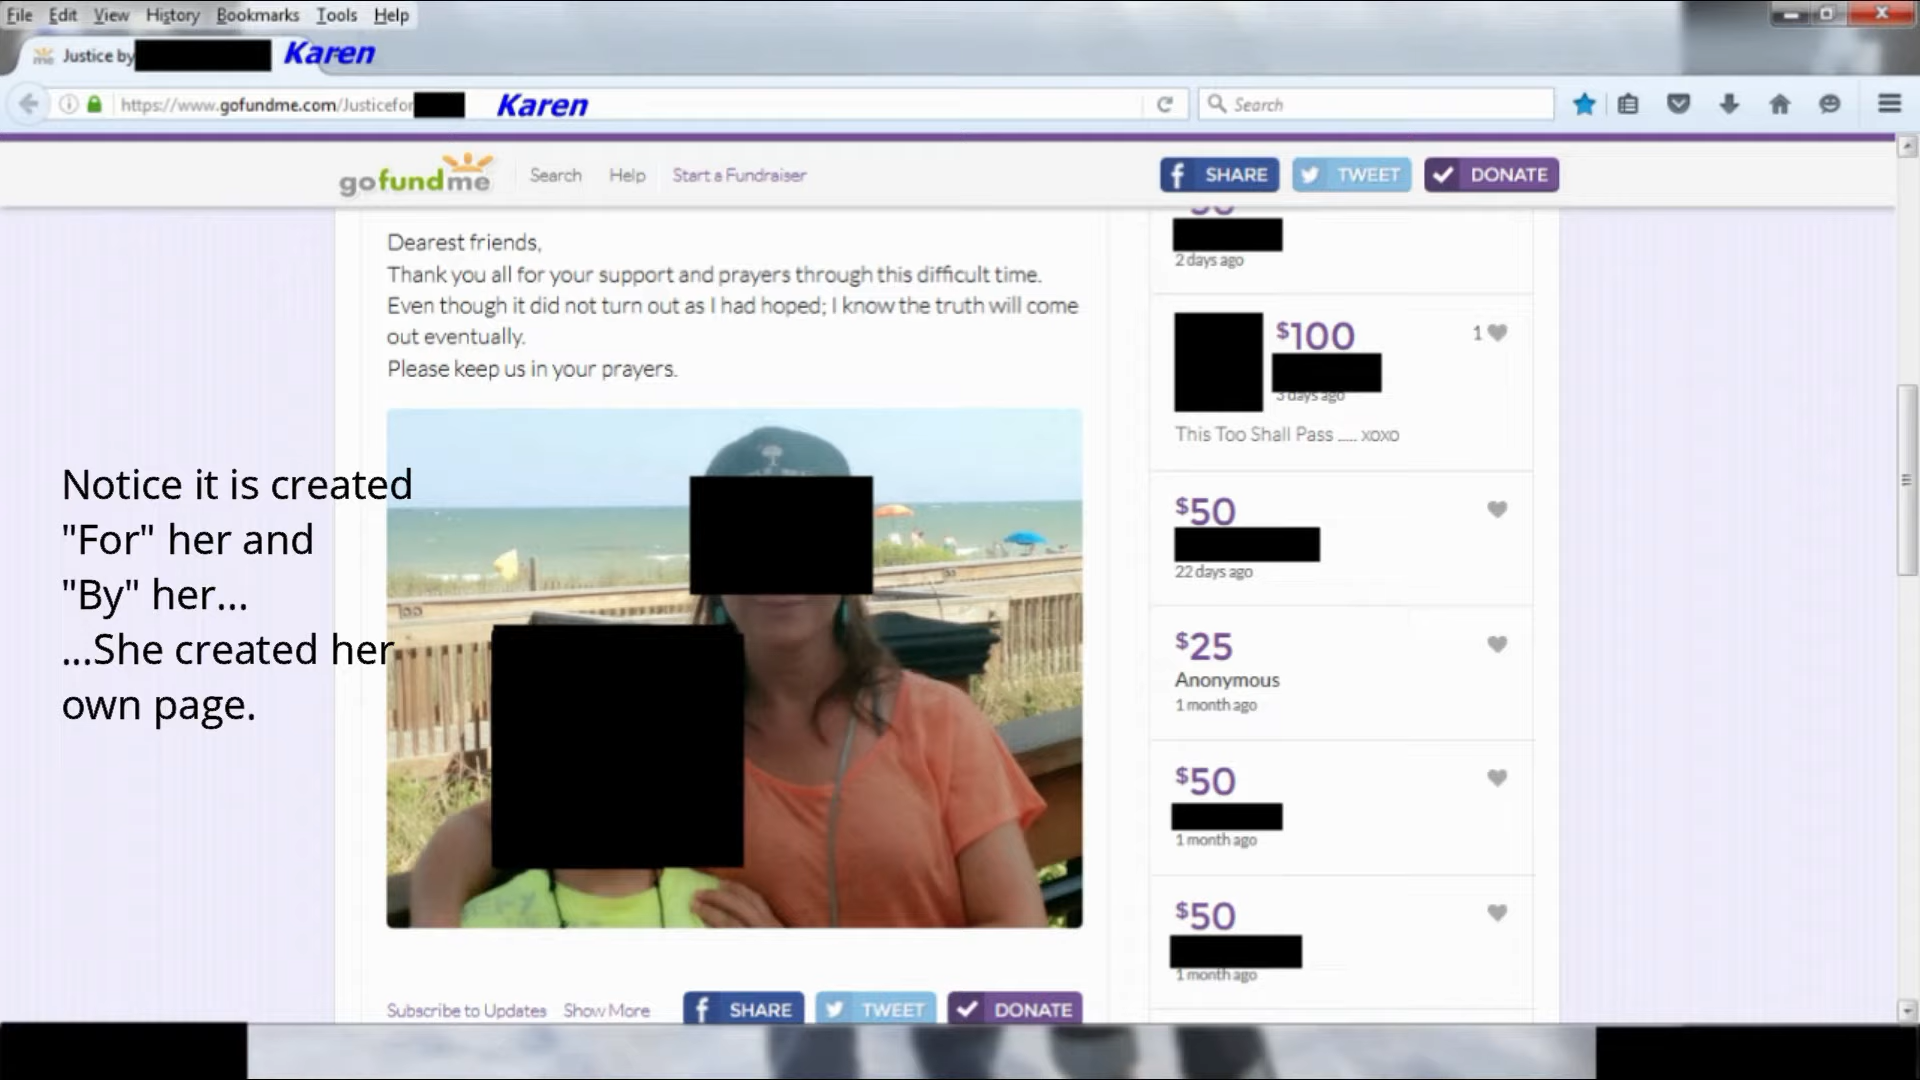 File Edit View History Bookmarks Tools Help
me Justice by Karen
https://www.gofundme.com/Justicefor Karen
Search
gofundme Search Help Start a Fundraiser
SHARE TWEET DONATE
Dearest friends,
Thank you all for your support and prayers through this difficult time.
Even though it did not turn out as I had hoped; I know the truth will come
out eventually.
Please keep us in your prayers.
Notice it is created
"For" her and
"By" her...
...She created her
own page.
Subscribe to Updates Show More SHARE TWEET DONATE
2 days ago
$100
1
3 days ago
This Too Shall Pass ..... xoxo
$50
22 days ago
$25
Anonymous
1 month ago
$50
1 month ago
$50
1 month ago